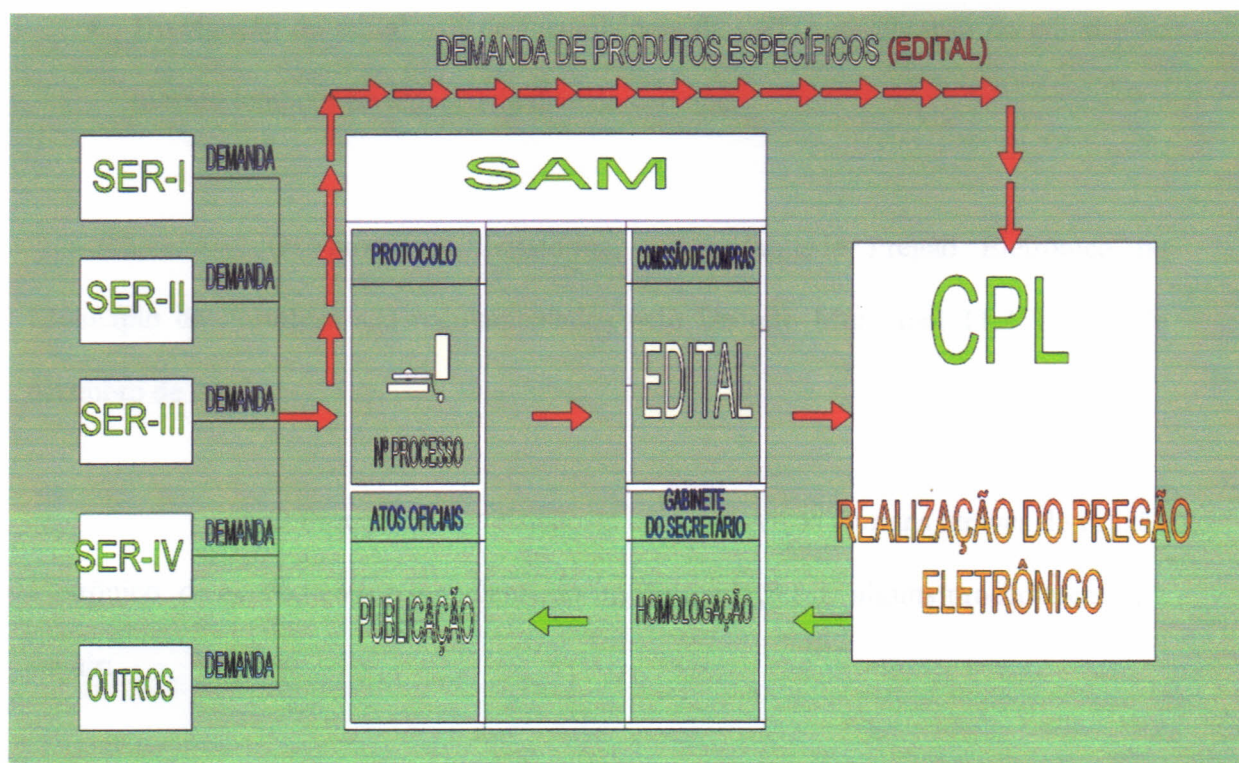 DEMANDA DE PRODUTOS ESPECÍFICOS (EDITAL)
SER-I
DEMANDA
SER-II
DEMANDA
SER-III
DEMANDA
SER-IV
DEMANDA
OUTROS
DEMANDA
SAM
PROTOCOLO
Nº PROCESSO
COMISSÃO DE COMPRAS
EDITAL
ATOS OFICIAIS
PUBLICAÇÃO
GABINETE
DO SECRETÁRIO
HOMOLOGAÇÃO
CPL
REALIZAÇÃO DO PREGÃO
ELETRÔNICO